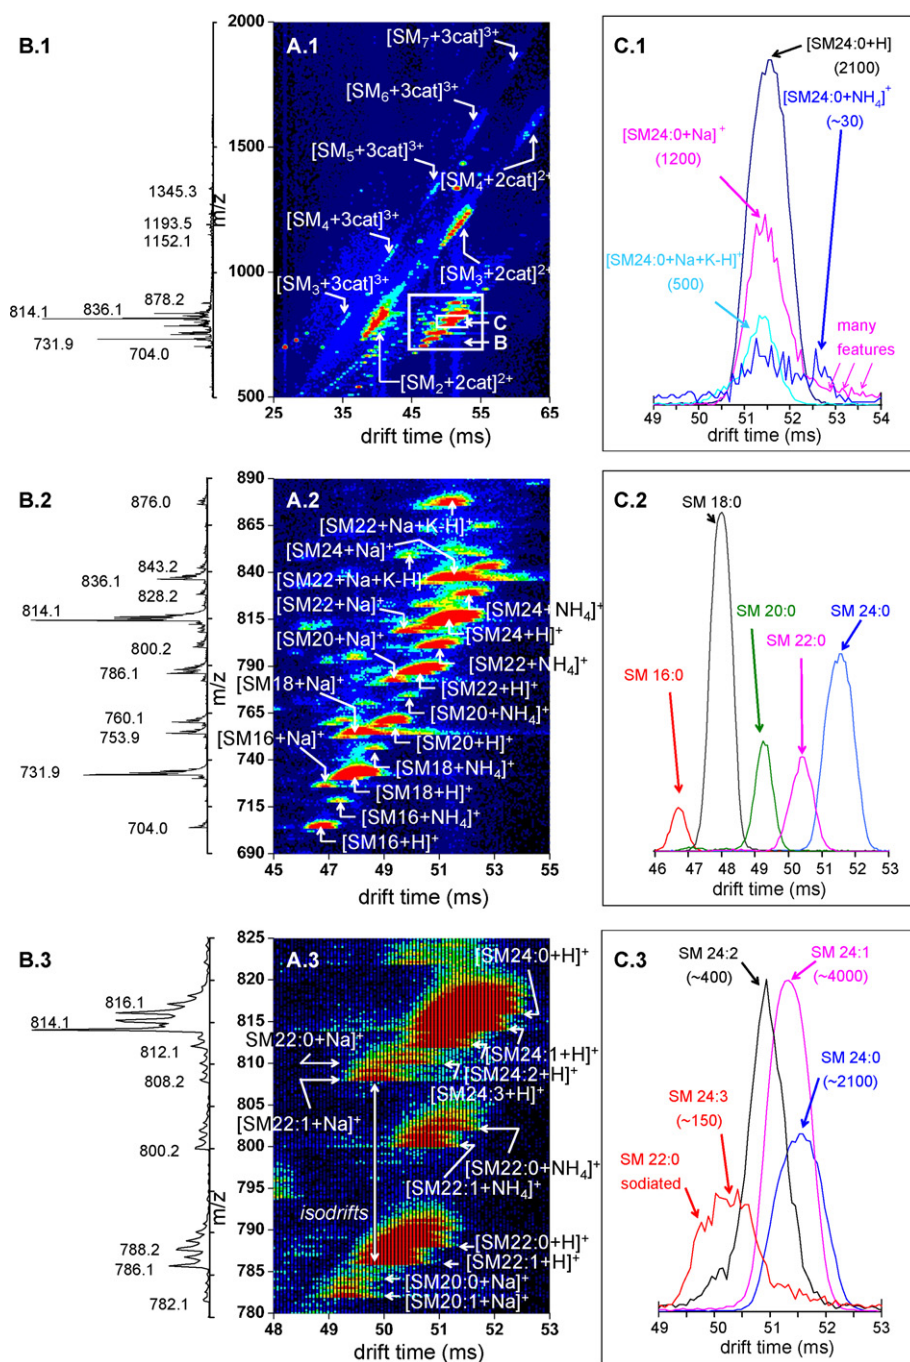 B.1
A.1
2000
1500
1000
500
m/z
1345.3
1193.5
1152.1
878.2
836.1
814.1
731.9
704.0
[SM₇+3cat]³⁺
[SM₆+3cat]³⁺
[SM₅+3cat]³⁺
[SM₄+2cat]²⁺
[SM₄+3cat]³⁺
[SM₃+2cat]²⁺
[SM₃+3cat]³⁺
C
B
[SM₂+2cat]²⁺
25 35 45 55 65
drift time (ms)
C.1
[SM24:0+H]
(2100)
[SM24:0+NH₄]⁺
(~30)
[SM24:0+Na]⁺
(1200)
[SM24:0+Na+K-H]⁺
(500)
many
features
49 50 51 52 53 54
drift time (ms)
B.2
A.2
890
865
840
815
790
765
740
715
690
m/z
876.0
843.2
836.1
828.2
814.1
800.2
786.1
760.1
753.9
731.9
704.0
[SM22+Na+K-H]⁺
[SM24+Na]⁺
[SM22+Na+K-H]⁺
[SM22+Na]⁺
[SM24+NH₄]⁺
[SM20+Na]⁺
[SM24+H]⁺
[SM22+NH₄]⁺
[SM18+Na]⁺
[SM22+H]⁺
[SM20+NH₄]⁺
[SM16+Na]⁺
[SM20+H]⁺
[SM18+NH₄]⁺
[SM18+H]⁺
[SM16+NH₄]⁺
[SM16+H]⁺
45 47 49 51 53 55
drift time (ms)
C.2
SM 18:0
SM 20:0
SM 24:0
SM 22:0
SM 16:0
46 47 48 49 50 51 52 53
drift time (ms)
B.3
A.3
825
820
815
810
805
800
795
790
785
780
m/z
816.1
814.1
812.1
808.2
800.2
788.2
786.1
782.1
[SM24:0+H]⁺
SM22:0+Na]⁺
[SM24:1+H]⁺
[SM24:2+H]⁺
[SM24:3+H]⁺
[SM22:1+Na]⁺
[SM22:0+NH₄]⁺
[SM22:1+NH₄]⁺
isodrifts
[SM22:0+H]⁺
[SM22:1+H]⁺
[SM20:0+Na]⁺
[SM20:1+Na]⁺
48 49 50 51 52 53
drift time (ms)
C.3
SM 24:2
(~400)
SM 24:1
(~4000)
SM 24:0
(~2100)
SM 24:3
(~150)
SM 22:0
sodiated
49 50 51 52 53
drift time (ms)